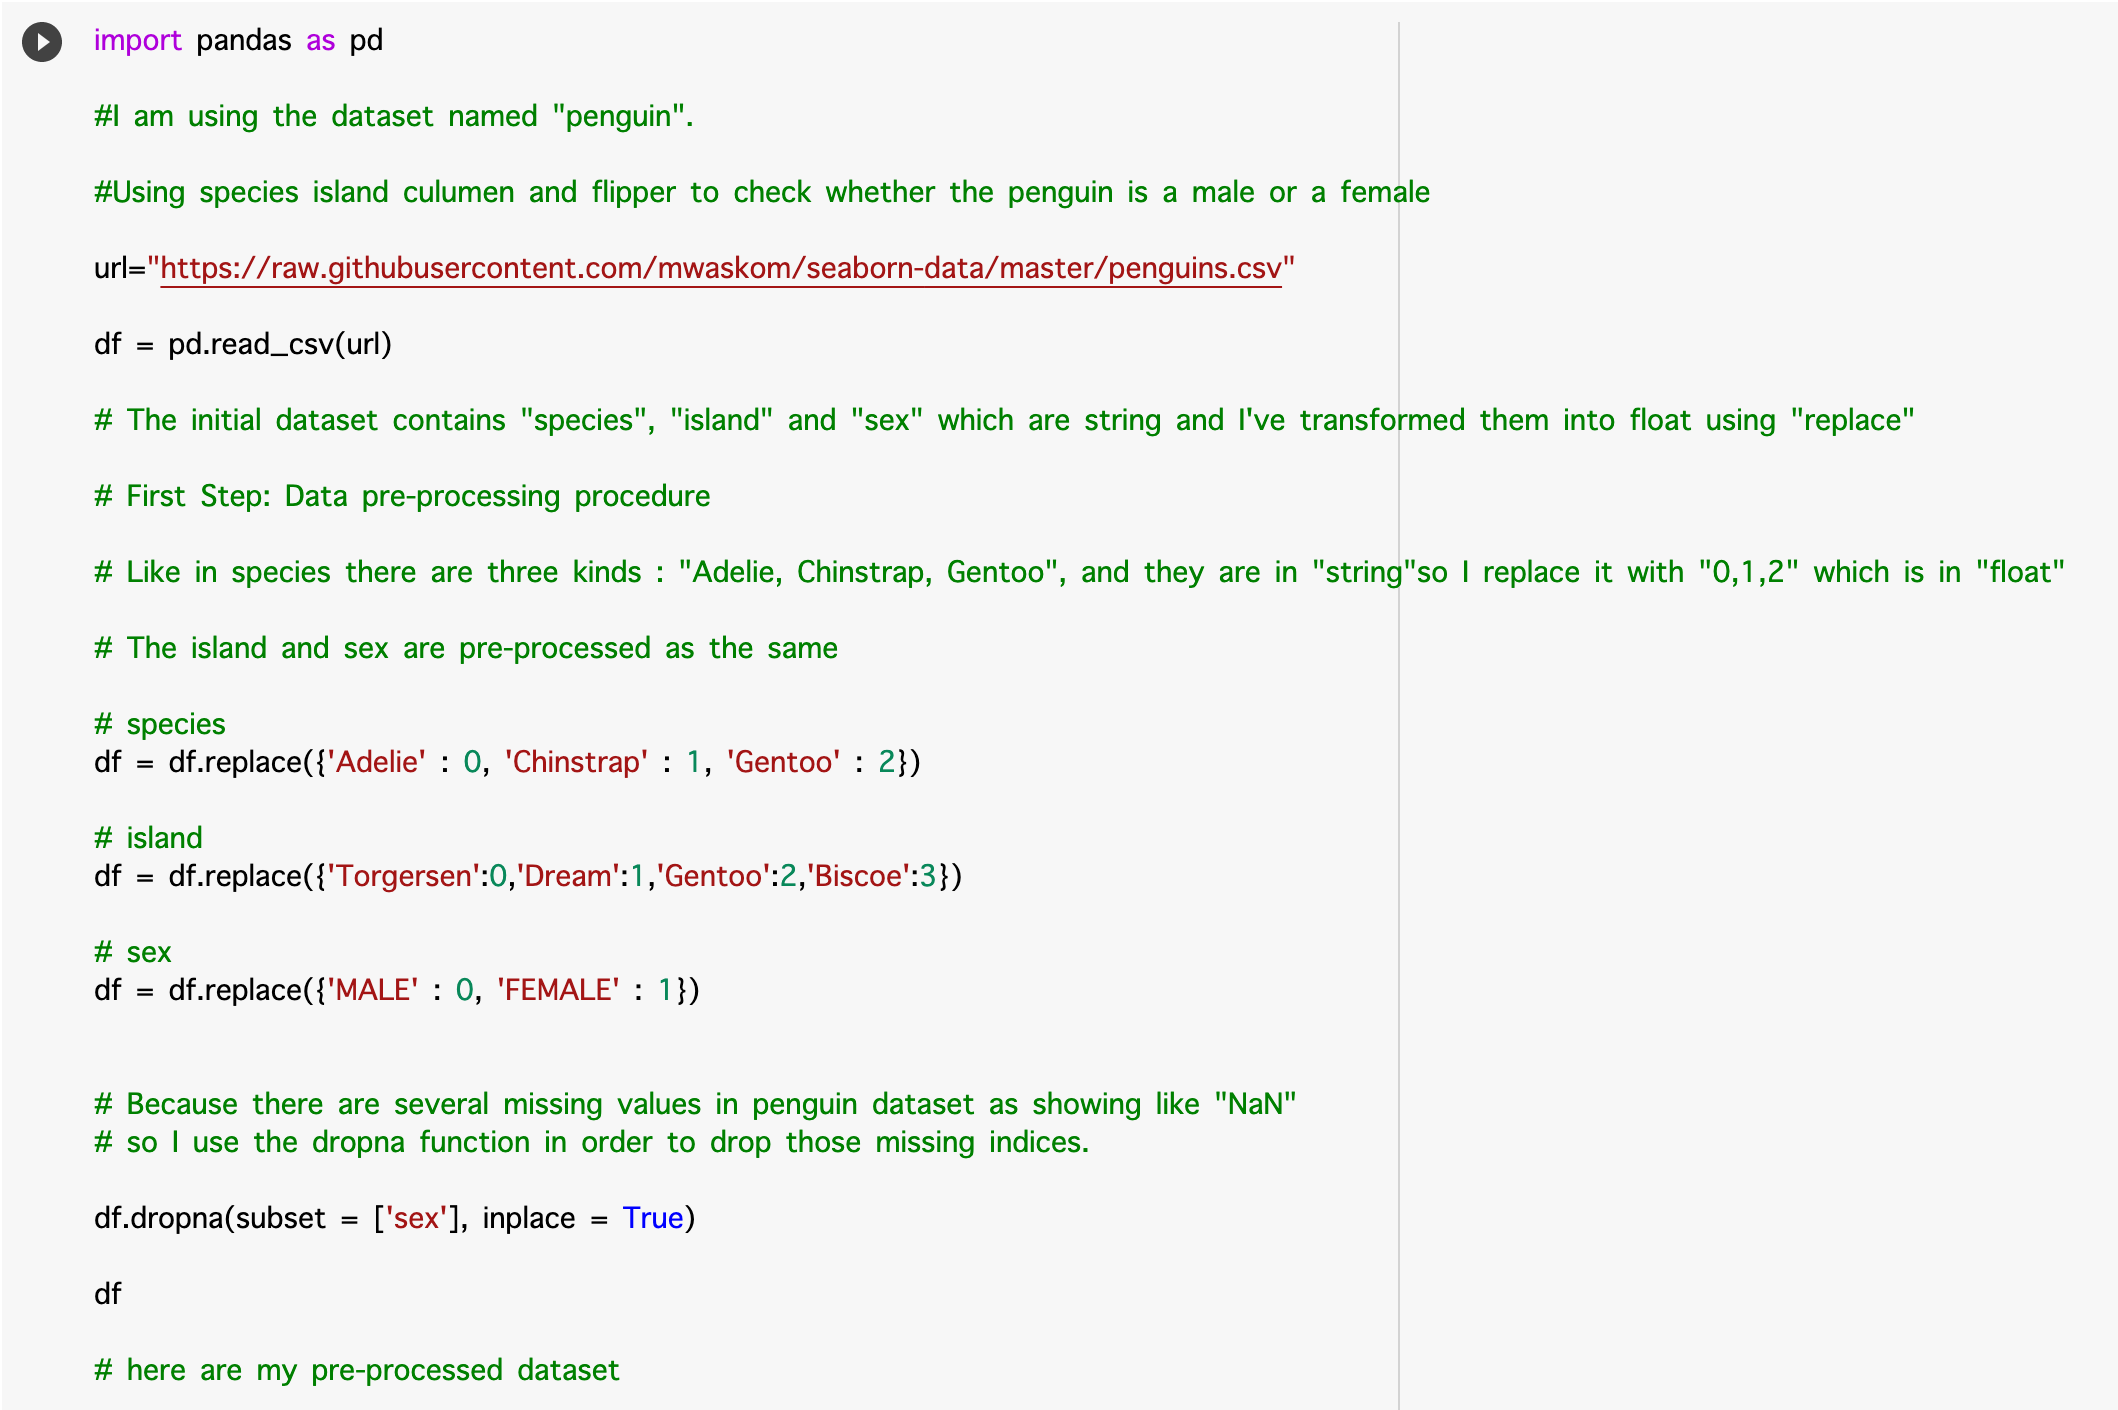 import pandas as pd
#I am using the dataset named "penguin".
#Using species island culumen and flipper to check whether the penguin is a male or a female
url="https://raw.githubusercontent.com/mwaskom/seaborn-data/master/penguins.csv"
df = pd.read_csv(url)
# The initial dataset contains "species", "island" and "sex" which are string and I've transformed them into float using "replace"
# First Step: Data pre-processing procedure
# Like in species there are three kinds : "Adelie, Chinstrap, Gentoo", and they are in "string"so I replace it with "0,1,2" which is in "float"
# The island and sex are pre-processed as the same
# species
df = df.replace({'Adelie' : 0, 'Chinstrap' : 1, 'Gentoo' : 2})
# island
df = df.replace({'Torgersen':0,'Dream':1,'Gentoo':2,'Biscoe':3})
# sex
df = df.replace({'MALE' : 0, 'FEMALE' : 1})
# Because there are several missing values in penguin dataset as showing like "NaN"
# so I use the dropna function in order to drop those missing indices.
df.dropna(subset = ['sex'], inplace = True)
df
# here are my pre-processed dataset